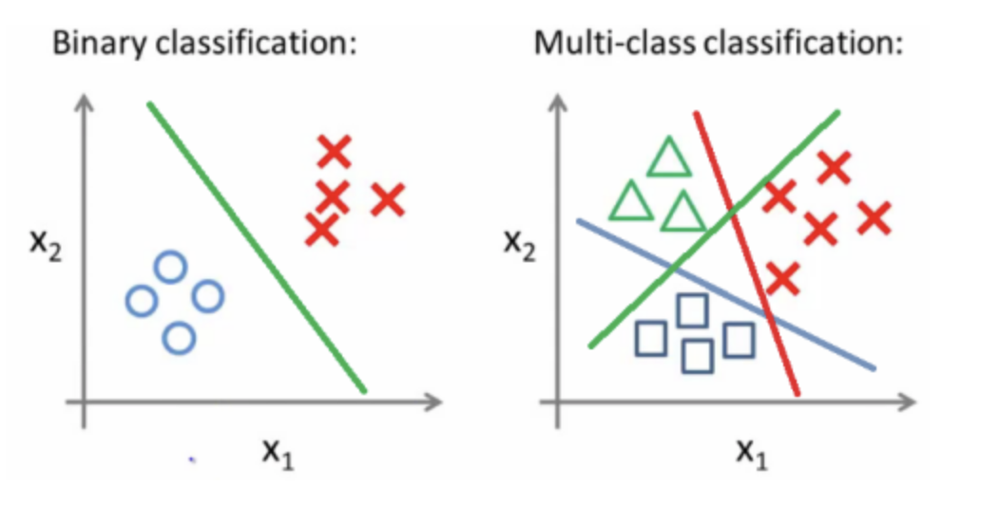 Binary classification:
x₂
x₁
Multi-class classification:
x₂
x₁